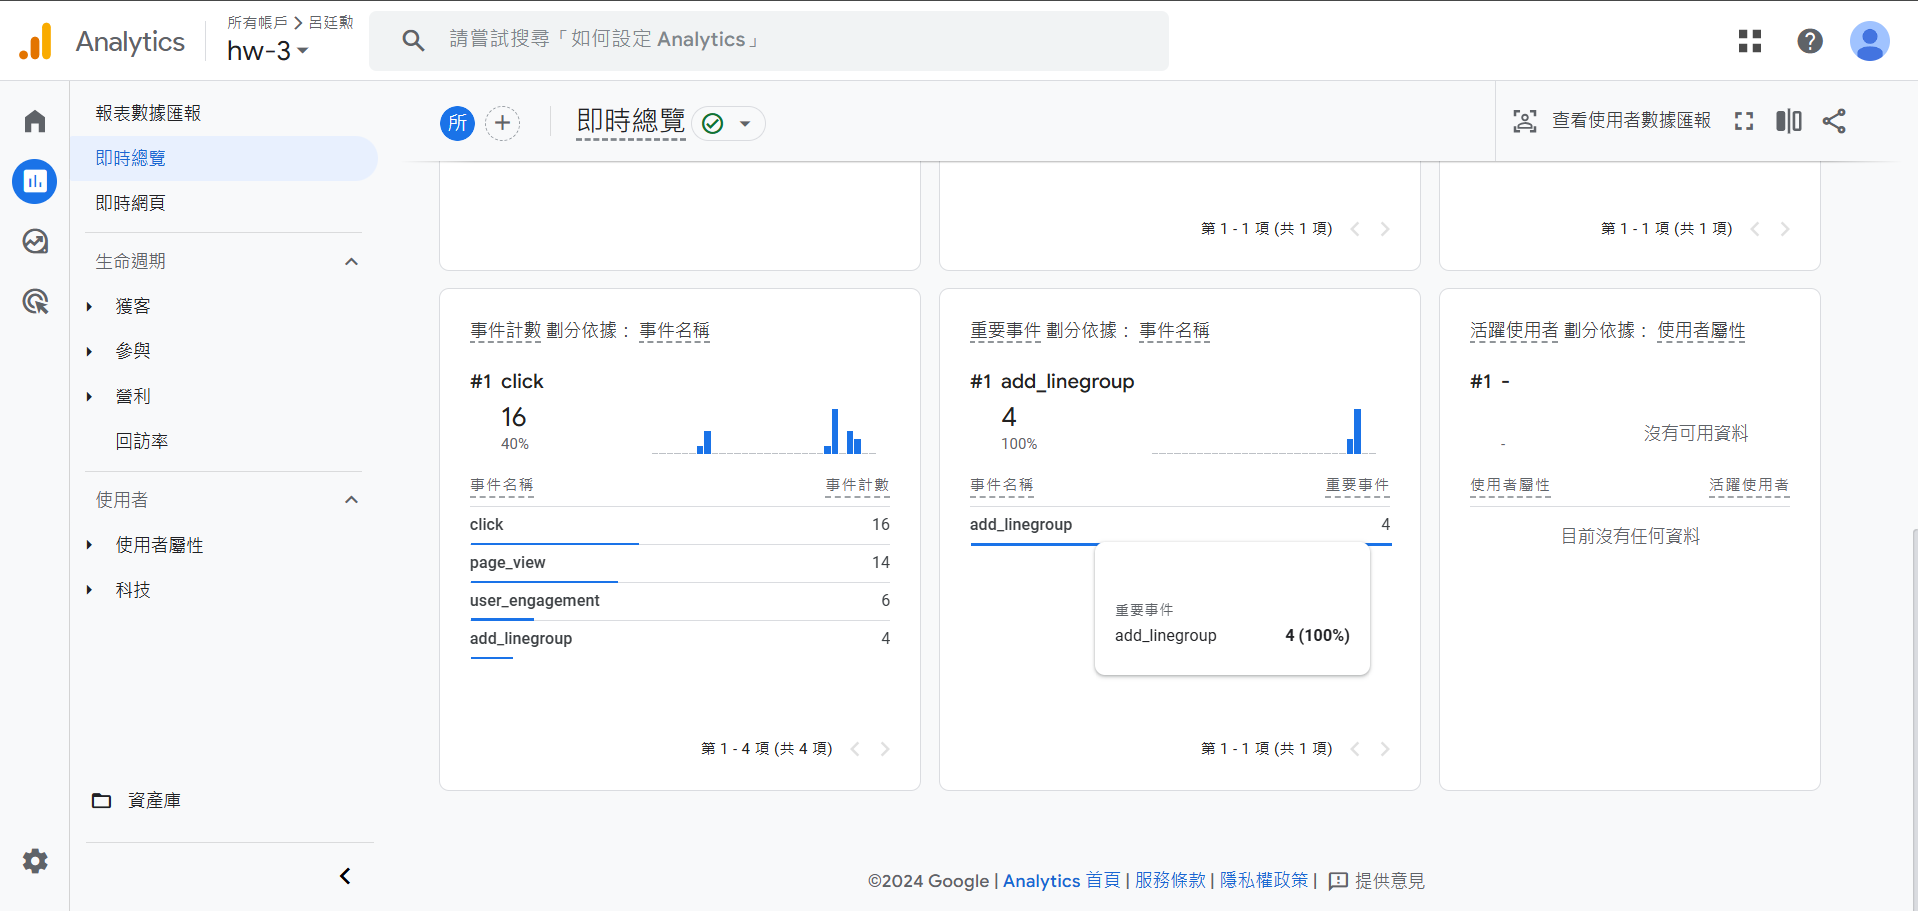 Analytics
所有帳戶 > 呂廷勳
hw-3
請嘗試搜尋「如何設定 Analytics」
報表數據匯報
即時總覽
即時網頁
生命週期
獲客
參與
營利
回訪率
使用者
使用者屬性
科技
資產庫
所
即時總覽
查看使用者數據匯報
第 1 - 1 項 (共 1 項)
第 1 - 1 項 (共 1 項)
事件計數 劃分依據： 事件名稱
#1 click
16
40%
事件名稱 事件計數
click 16
page_view 14
user_engagement 6
add_linegroup 4
第 1 - 4 項 (共 4 項)
重要事件 劃分依據： 事件名稱
#1 add_linegroup
4
100%
事件名稱 重要事件
add_linegroup 4
重要事件
add_linegroup 4 (100%)
第 1 - 1 項 (共 1 項)
活躍使用者 劃分依據： 使用者屬性
#1 -
-
沒有可用資料
使用者屬性 活躍使用者
目前沒有任何資料
©2024 Google | Analytics 首頁 | 服務條款 | 隱私權政策 | 提供意見